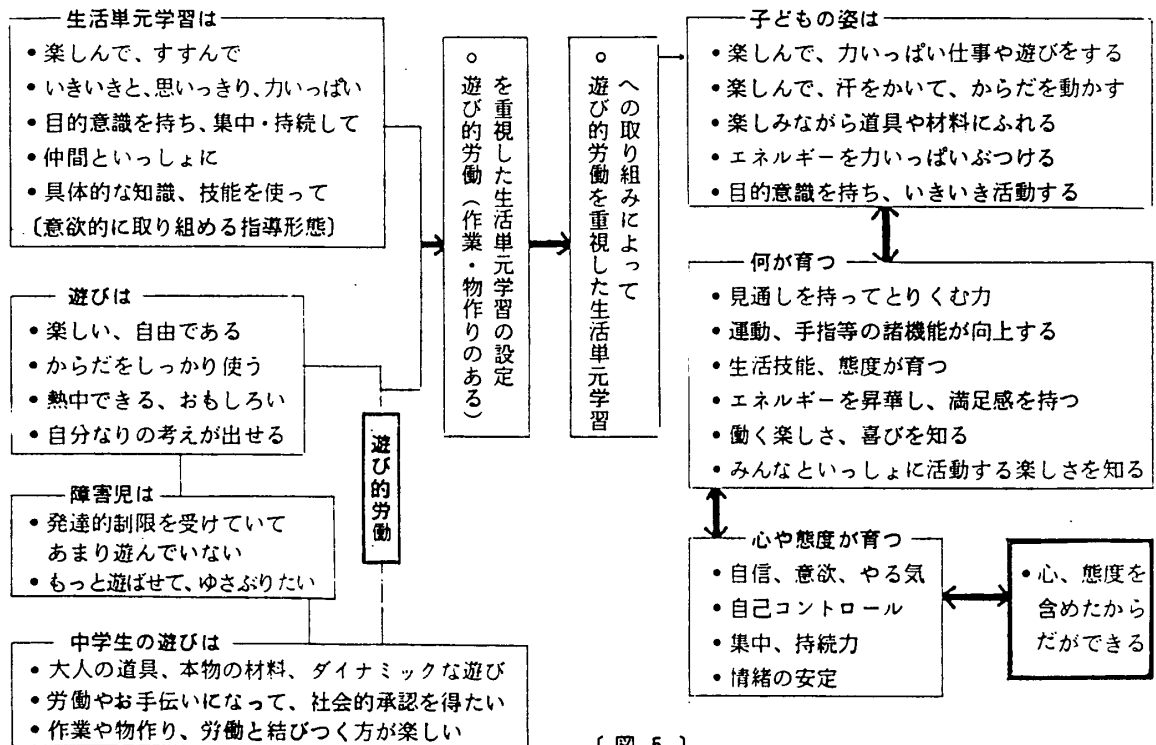 生活単元学習は
• 楽しんで、すすんで
• いきいきと、思いっきり、力いっぱい
• 目的意識を持ち、集中・持続して
• 仲間といっしょに
• 具体的な知識、技能を使って
〔意欲的に取り組める指導形態〕
遊びは
• 楽しい、自由である
• からだをしっかり使う
• 熱中できる、おもしろい
• 自分なりの考えが出せる
障害児は
• 発達的制限を受けていて
あまり遊んでいない
• もっと遊ばせて、ゆさぶりたい
中学生の遊びは
• 大人の道具、本物の材料、ダイナミックな遊び
• 労働やお手伝いになって、社会的承認を得たい
• 作業や物作り、労働と結びつく方が楽しい
遊び的労働
○ 遊び的労働(作業・物作りのある)
を重視した生活単元学習の設定
○ 遊び的労働を重視した生活単元学習
への取り組みによって
子どもの姿は
• 楽しんで、力いっぱい仕事や遊びをする
• 楽しんで、汗をかいて、からだを動かす
• 楽しみながら道具や材料にふれる
• エネルギーを力いっぱいぶつける
• 目的意識を持ち、いきいき活動する
何が育つ
• 見通しを持ってとりくむ力
• 運動、手指等の諸機能が向上する
• 生活技能、態度が育つ
• エネルギーを昇華し、満足感を持つ
• 働く楽しさ、喜びを知る
• みんなといっしょに活動する楽しさを知る
心や態度が育つ
• 自信、意欲、やる気
• 自己コントロール
• 集中、持続力
• 情緒の安定
• 心、態度を
含めたから
だができる
〔図 5〕